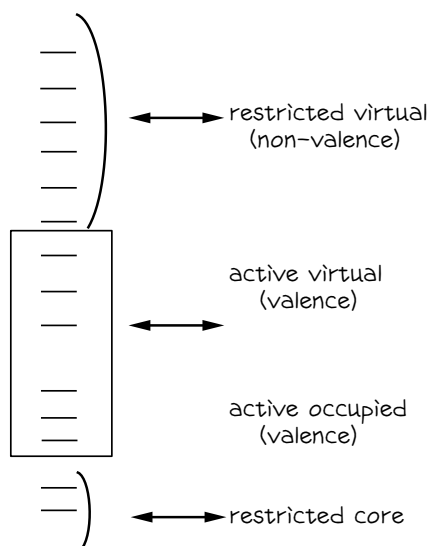 restricted virtual
(non-valence)
active virtual
(valence)
active occupied
(valence)
restricted core